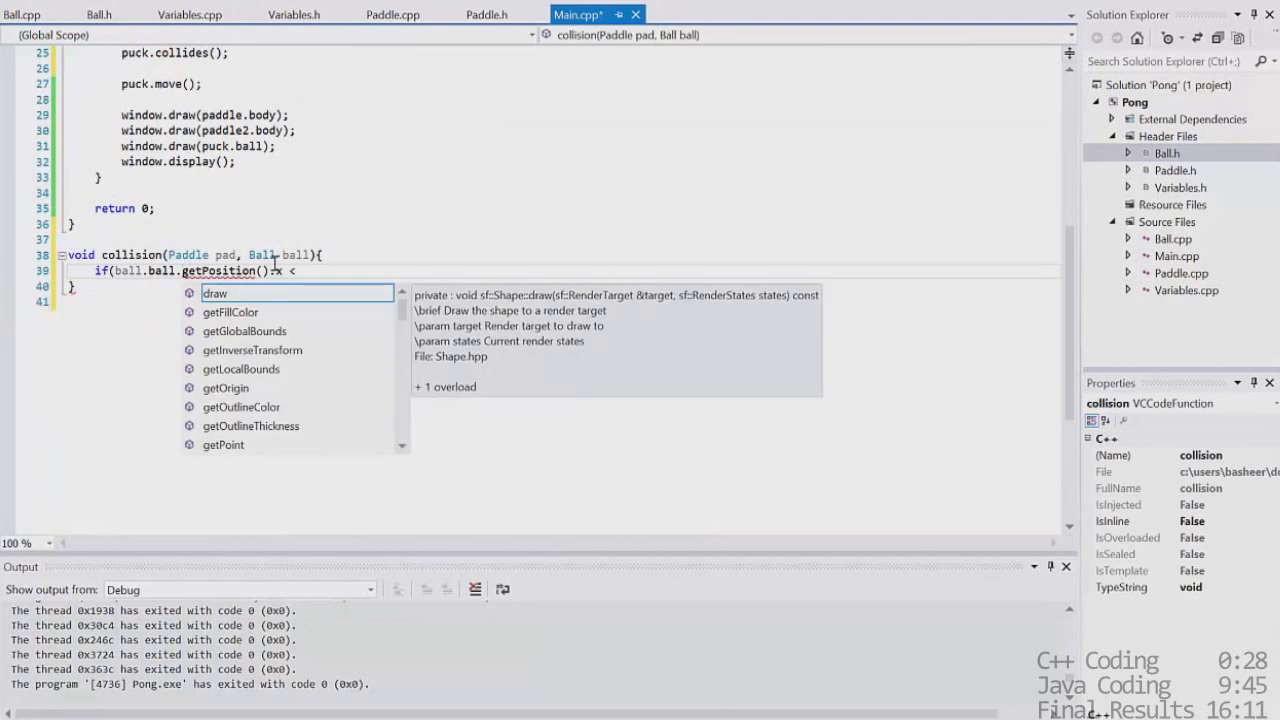 Ball.cpp Ball.h Variables.cpp Variables.h Paddle.cpp Paddle.h Main.cpp*
(Global Scope) collision(Paddle pad, Ball ball)
25 puck.collides();
26
27 puck.move();
28
29 window.draw(paddle.body);
30 window.draw(paddle2.body);
31 window.draw(puck.ball);
32 window.display();
33 }
34
35 return 0;
36 }
37
38 void collision(Paddle pad, Ball ball){
39 if(ball.ball.getPosition().x <
40 }
41
draw
getFillColor
getGlobalBounds
getInverseTransform
getLocalBounds
getOrigin
getOutlineColor
getOutlineThickness
getPoint
private : void sf::Shape::draw(sf::RenderTarget &target, sf::RenderStates states) const
\brief Draw the shape to a render target
\param target Render target to draw to
\param states Current render states
File: Shape.hpp
+ 1 overload
100 %
Output
Show output from: Debug
The thread 0x1938 has exited with code 0 (0x0).
The thread 0x30c4 has exited with code 0 (0x0).
The thread 0x246c has exited with code 0 (0x0).
The thread 0x3724 has exited with code 0 (0x0).
The thread 0x363c has exited with code 0 (0x0).
The program '[4736] Pong.exe' has exited with code 0 (0x0).
Solution Explorer
Search Solution Explorer (Ctrl+;)
Solution 'Pong' (1 project)
Pong
External Dependencies
Header Files
Ball.h
Paddle.h
Variables.h
Resource Files
Source Files
Ball.cpp
Main.cpp
Paddle.cpp
Variables.cpp
Properties
collision VCCodeFunction
C++
(Name) collision
File c:\users\basheer\do
FullName collision
IsInjected False
IsInline False
IsOverloaded False
IsSealed False
IsTemplate False
TypeString void
C++ Coding 0:28
Java Coding 9:45
Final Results 16:11
C++